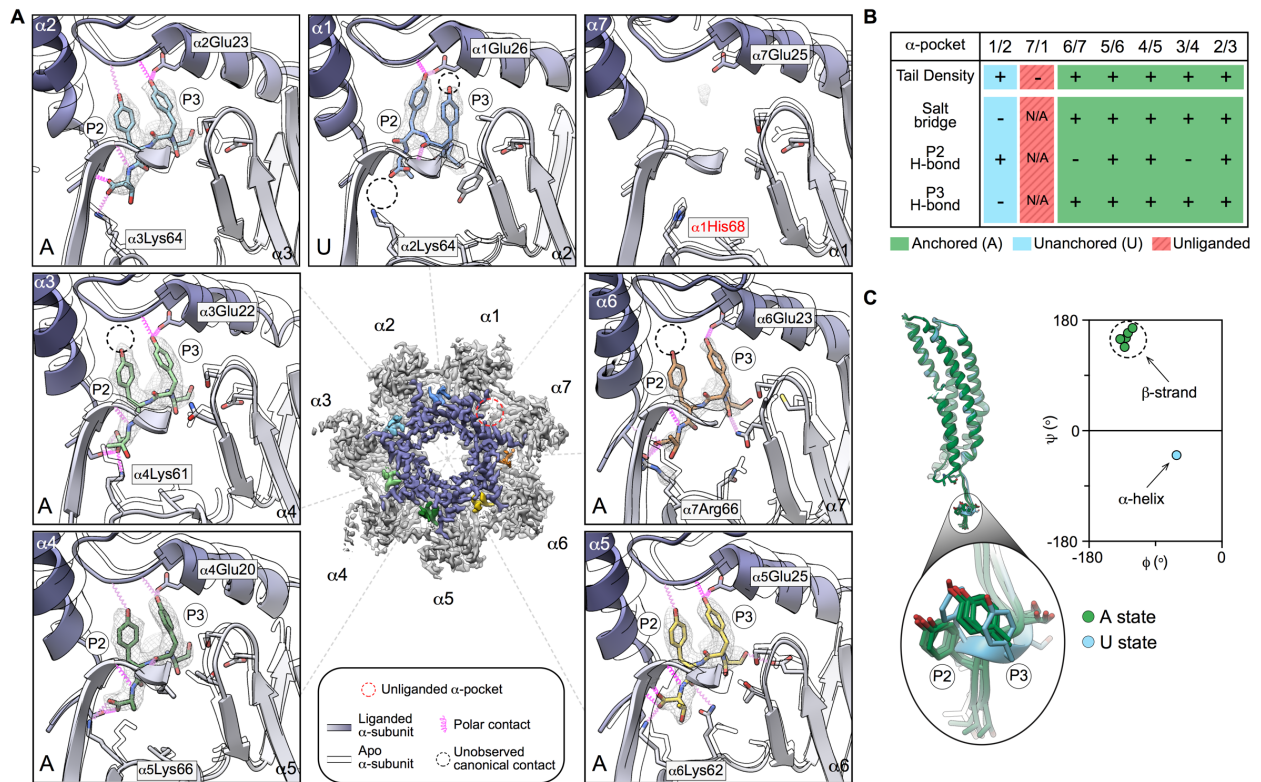 A
α2
α2Glu23
P2
P3
α3Lys64
A
α3
α1
α1Glu26
P2
P3
α2Lys64
U
α2
α7
α7Glu25
α1His68
α1
α3
α3Glu22
P2
P3
α4Lys61
A
α4
α6
α6Glu23
P2
P3
α7Arg66
A
α7
α4
α4Glu20
P2
P3
α5Lys66
A
α5
α5
α5Glu25
P2
P3
α6Lys62
A
α6
α2
α1
α3
α7
α4
α6
α5
Unliganded α-pocket
Liganded
α-subunit
Polar contact
Apo
α-subunit
Unobserved
canonical contact
B
α-pocket 1/2 7/1 6/7 5/6 4/5 3/4 2/3
Tail Density + - + + + + +
Salt
bridge - N/A + + + + +
P2
H-bond + N/A - + + - +
P3
H-bond - N/A + + + + +
Anchored (A) Unanchored (U) Unliganded
C
180
β-strand
ψ (°)
0
α-helix
-180
-180 ϕ (°) 0
A state
U state
P2
P3